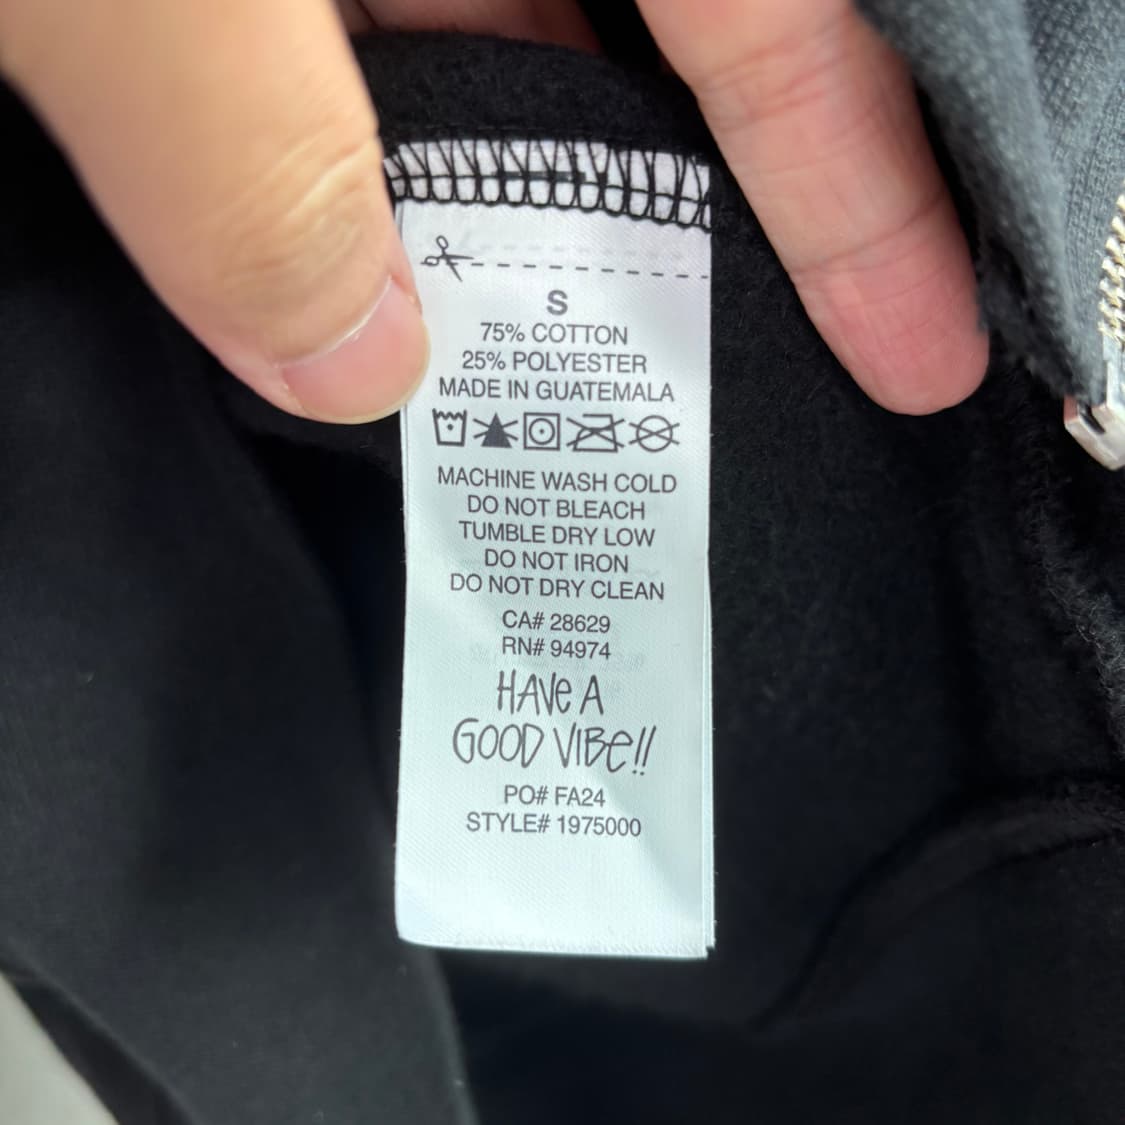 S
75% COTTON
25% POLYESTER
MADE IN GUATEMALA
MACHINE WASH COLD
DO NOT BLEACH
TUMBLE DRY LOW
DO NOT IRON
DO NOT DRY CLEAN
CA# 28629
RN# 94974
HAVe A
GOOD VIBe!!
PO# FA24
STYLE# 1975000